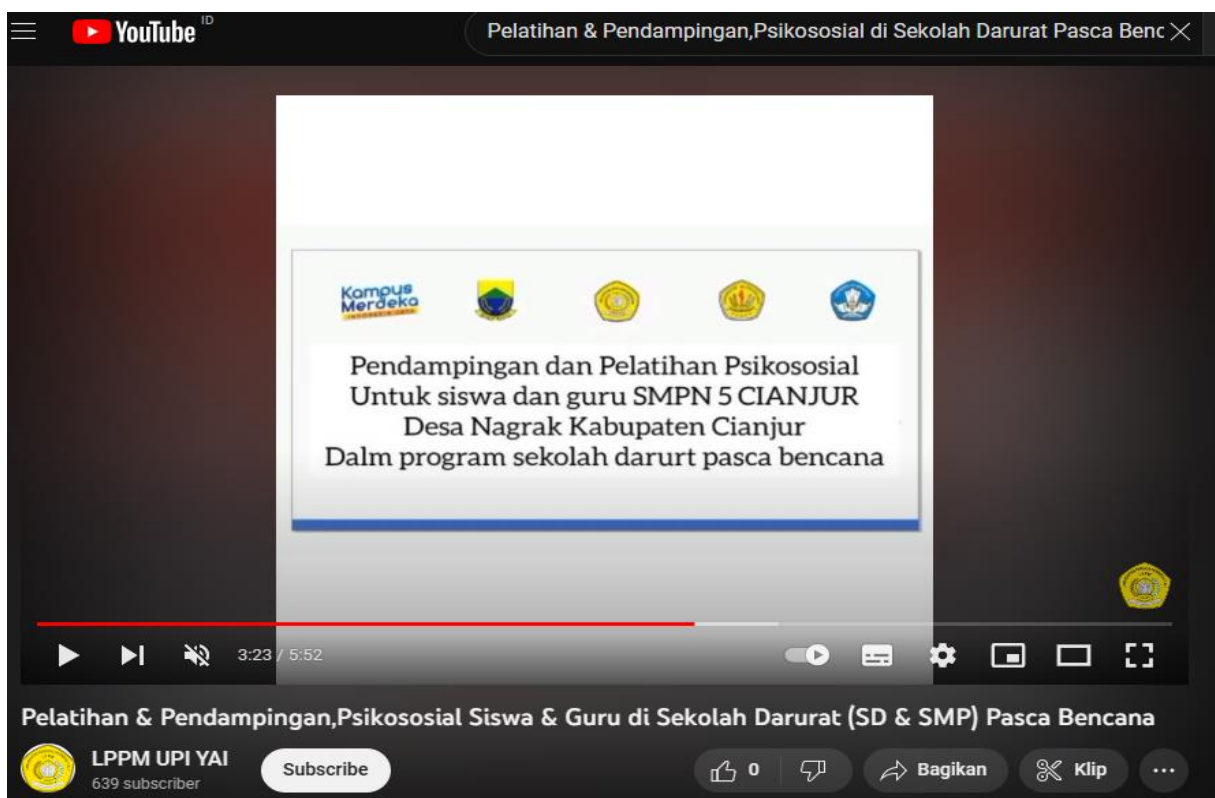 YouTube ID
Pelatihan & Pendampingan,Psikososial di Sekolah Darurat Pasca Benc
Kampus
Merdeka
INDONESIA JAYA
Pendampingan dan Pelatihan Psikososial
Untuk siswa dan guru SMPN 5 CIANJUR
Desa Nagrak Kabupaten Cianjur
Dalm program sekolah darurt pasca bencana
3:23 / 5:52
Pelatihan & Pendampingan,Psikososial Siswa & Guru di Sekolah Darurat (SD & SMP) Pasca Bencana
LPPM UPI YAI
639 subscriber
Subscribe
0
Bagikan
Klip